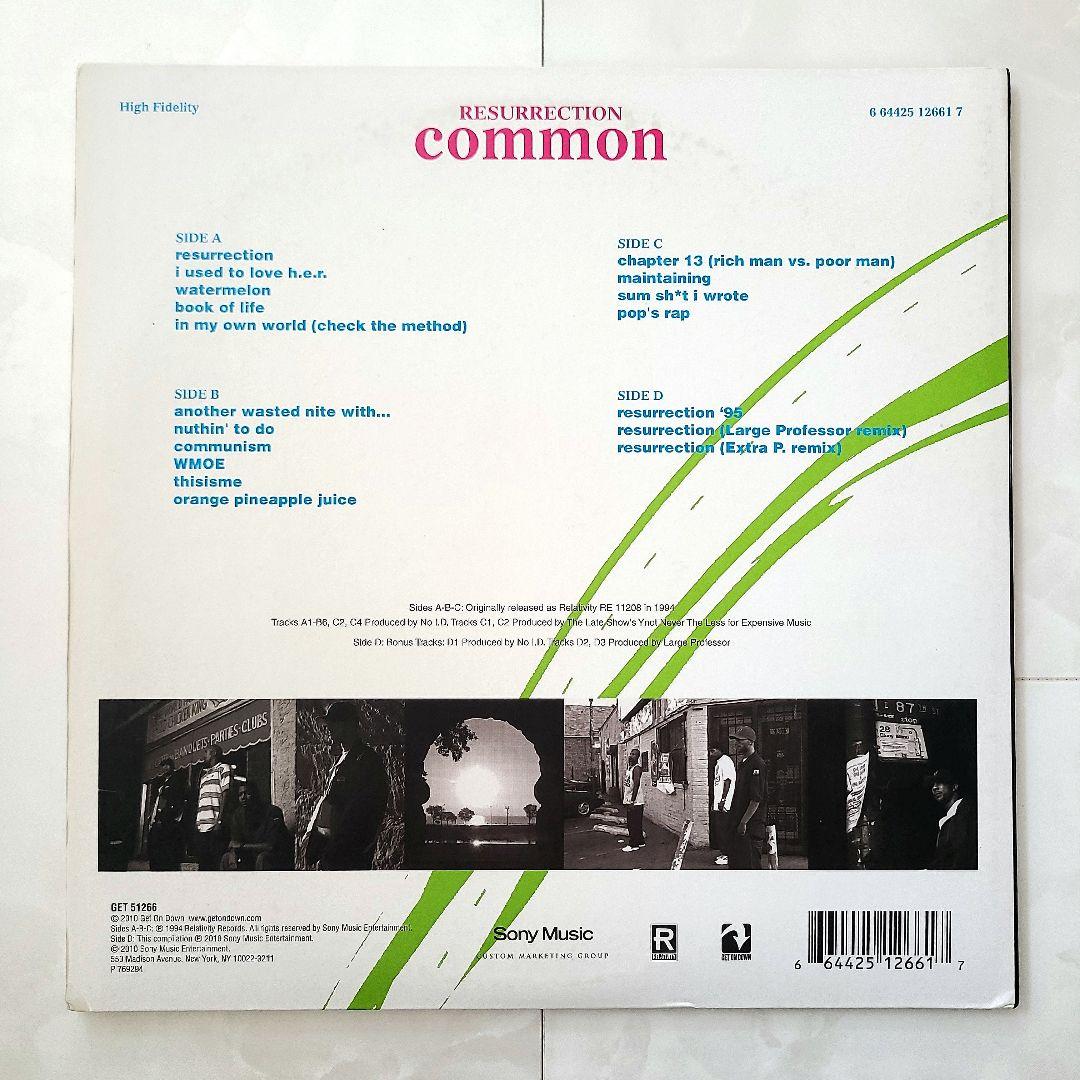 High Fidelity
RESURRECTION
common
6 64425 12661 7
SIDE A
resurrection
i used to love h.e.r.
watermelon
book of life
in my own world (check the method)
SIDE B
another wasted nite with...
nuthin' to do
communism
WMOE
thisisme
orange pineapple juice
SIDE C
chapter 13 (rich man vs. poor man)
maintaining
sum sh*t i wrote
pop's rap
SIDE D
resurrection '95
resurrection (Large Professor remix)
resurrection (Extra P. remix)
Sides A-B-C: Originally released as Relativity RE 11208 in 1994
Tracks A1-B6, C2, C4 Produced by No I.D. Tracks C1, C2 Produced by The Late Show's Ynot Never The Less for Expensive Music
Side D: Bonus Tracks: D1 Produced by No I.D. Tracks D2, D3 Produced by Large Professor
BANQUETS-PARTIES-CLUBS
87
stop
28
GET 51266
© 2010 Get On Down www.getondown.com
Sides A-B-C: ℗ 1994 Relativity Records. All rights reserved by Sony Music Entertainment.
Side D: This compilation ℗ 2010 Sony Music Entertainment.
© 2010 Sony Music Entertainment.
550 Madison Avenue, New York, NY 10022-3211
P 769294
Sony Music
CUSTOM MARKETING GROUP
R
RELATIVITY
GET ON DOWN
6 64425 12661 7